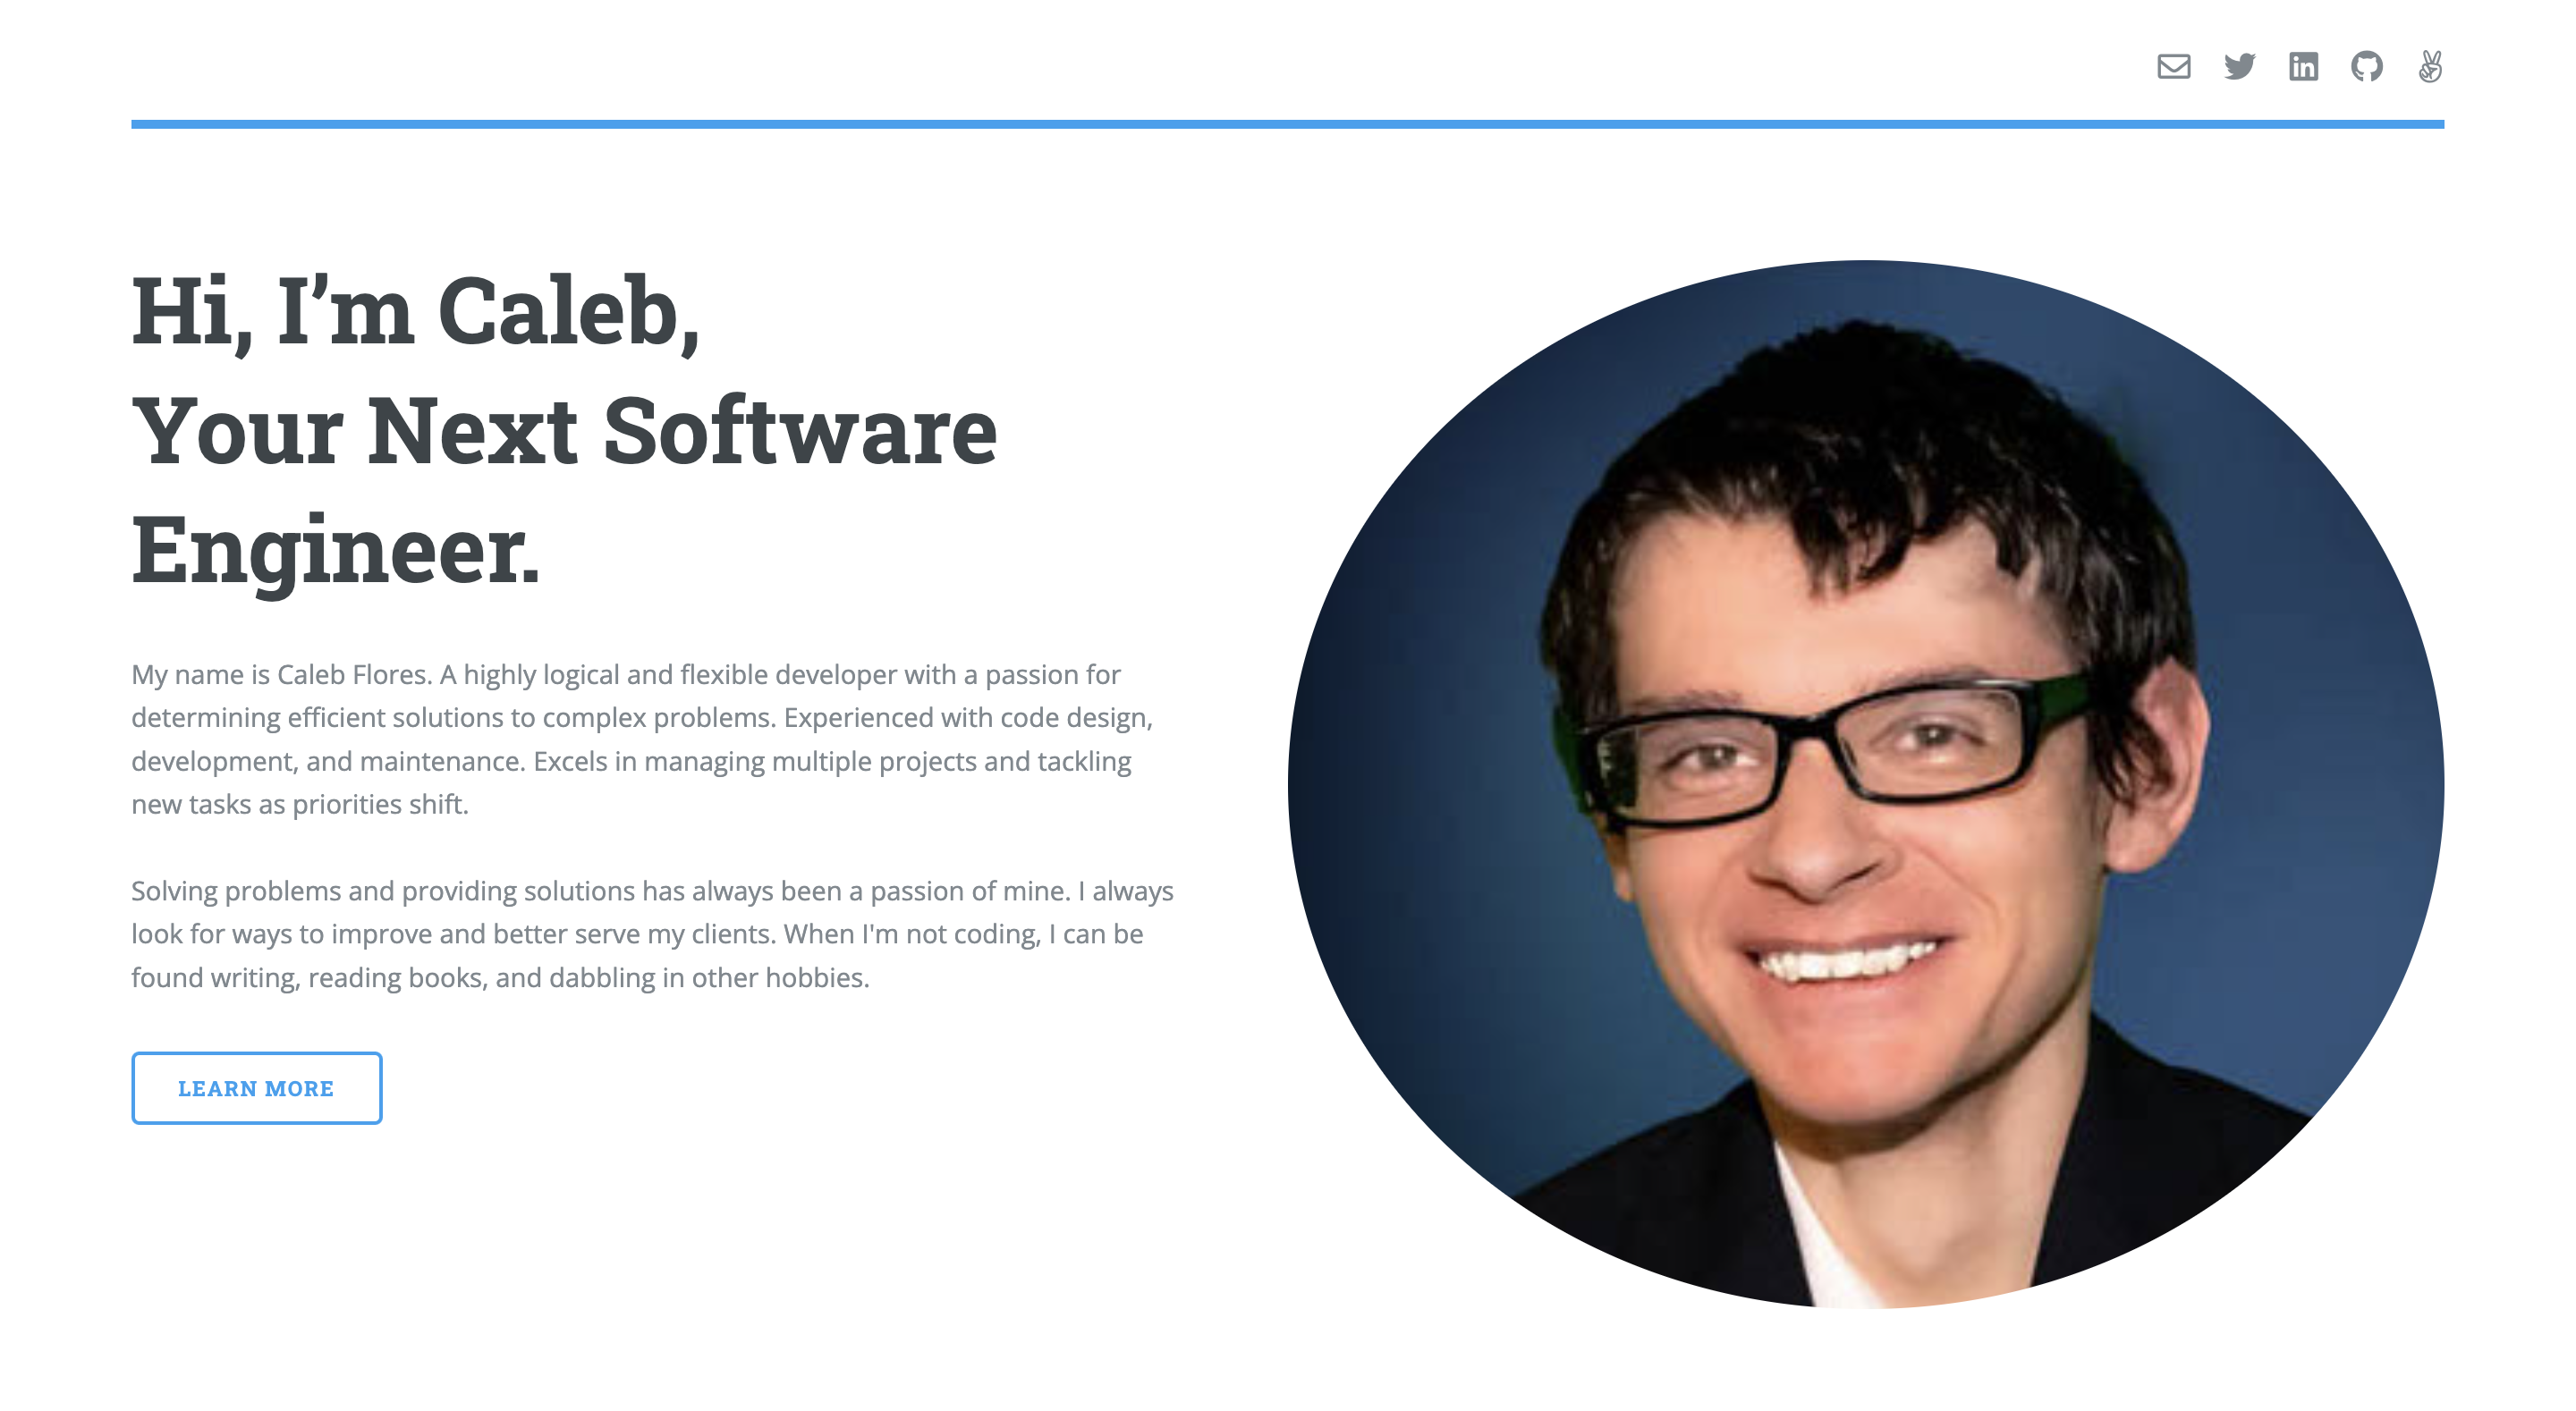 Hi, I’m Caleb,
Your Next Software
Engineer.
My name is Caleb Flores. A highly logical and flexible developer with a passion for
determining efficient solutions to complex problems. Experienced with code design,
development, and maintenance. Excels in managing multiple projects and tackling
new tasks as priorities shift.
Solving problems and providing solutions has always been a passion of mine. I always
look for ways to improve and better serve my clients. When I'm not coding, I can be
found writing, reading books, and dabbling in other hobbies.
LEARN MORE